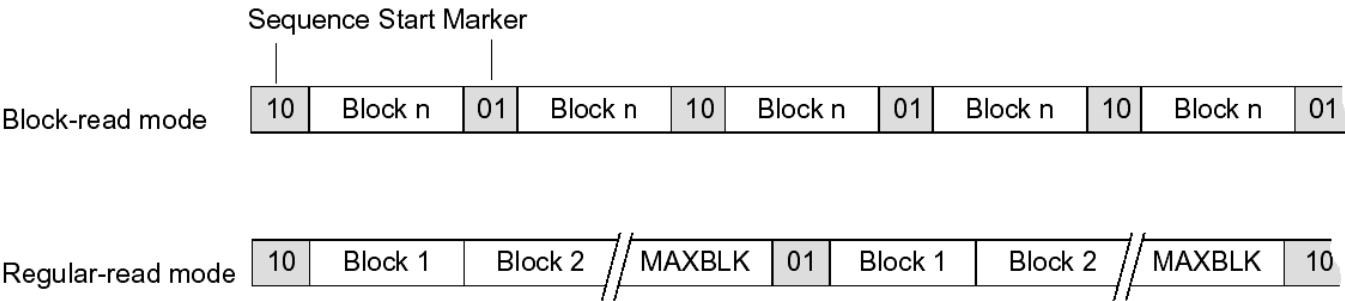 Sequence Start Marker
Block-read mode 10 Block n 01 Block n 10 Block n 01 Block n 10 Block n 01
Regular-read mode 10 Block 1 Block 2 MAXBLK 01 Block 1 Block 2 MAXBLK 10